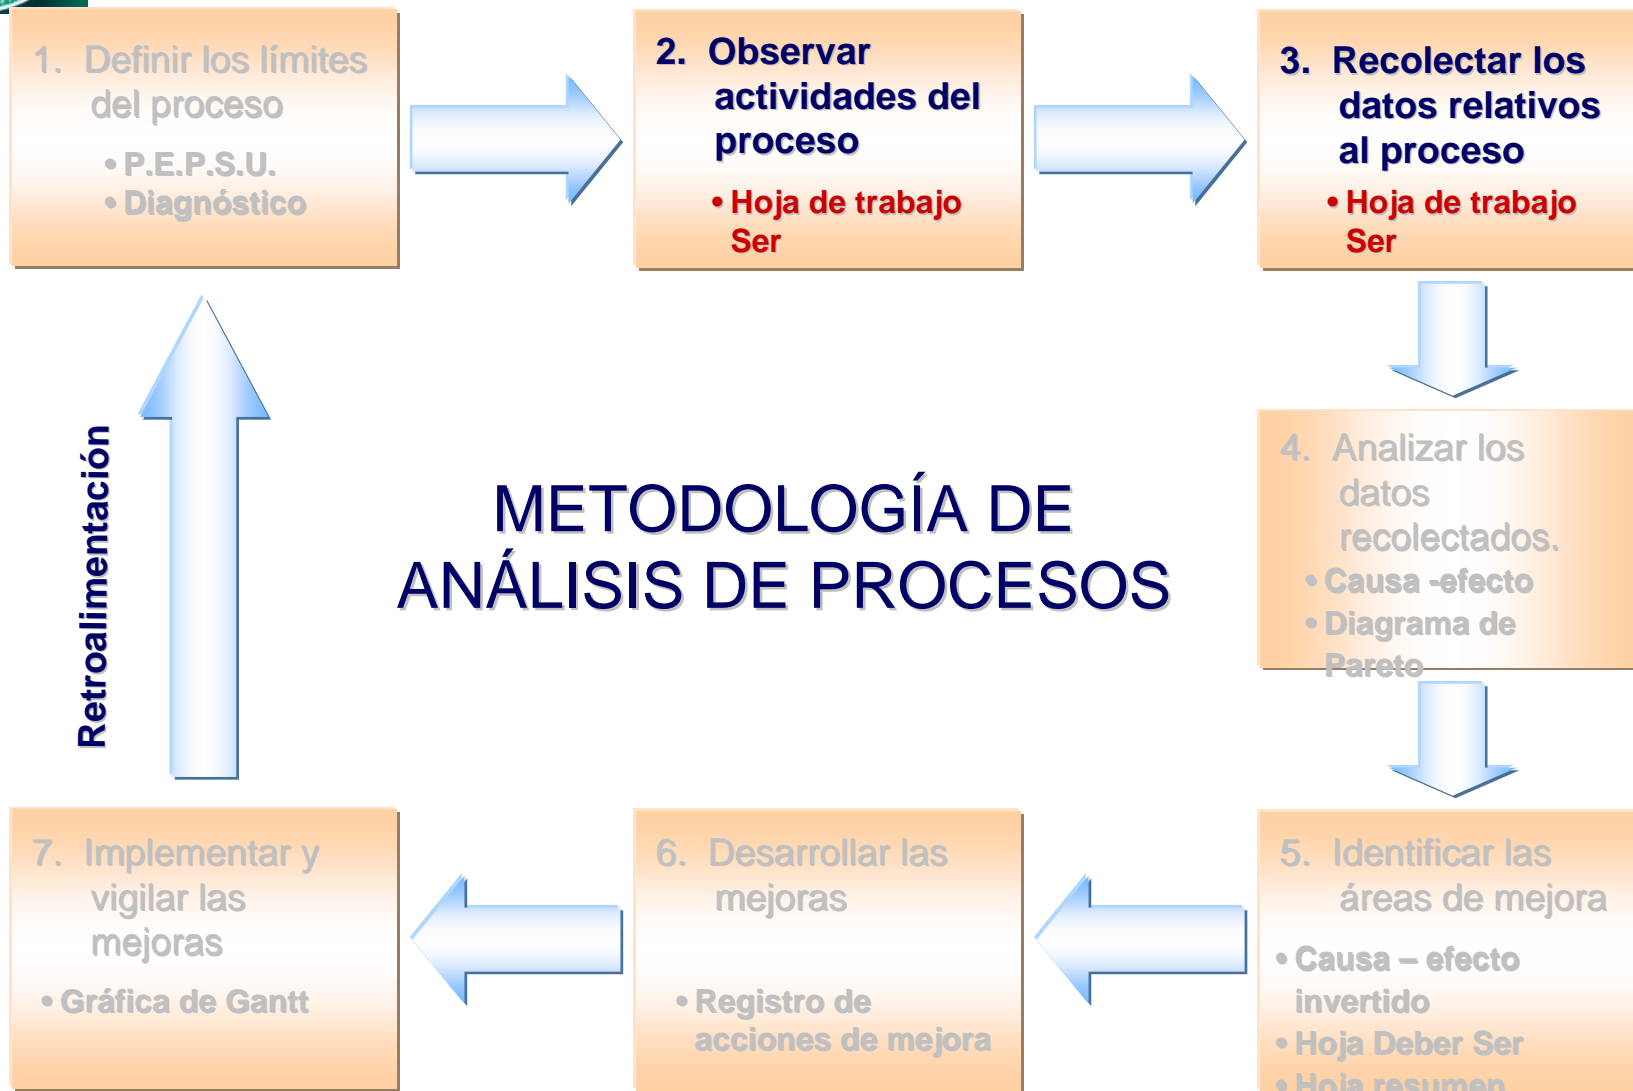 1. Definir los límites
del proceso
• P.E.P.S.U.
• Diagnóstico
2. Observar
actividades del
proceso
• Hoja de trabajo
Ser
3. Recolectar los
datos relativos
al proceso
• Hoja de trabajo
Ser
4. Analizar los
datos
recolectados.
• Causa -efecto
• Diagrama de
Pareto
METODOLOGÍA DE
ANÁLISIS DE PROCESOS
Retroalimentación
7. Implementar y
vigilar las
mejoras
• Gráfica de Gantt
6. Desarrollar las
mejoras
• Registro de
acciones de mejora
5. Identificar las
áreas de mejora
• Causa – efecto
invertido
• Hoja Deber Ser
• Hoja resumen